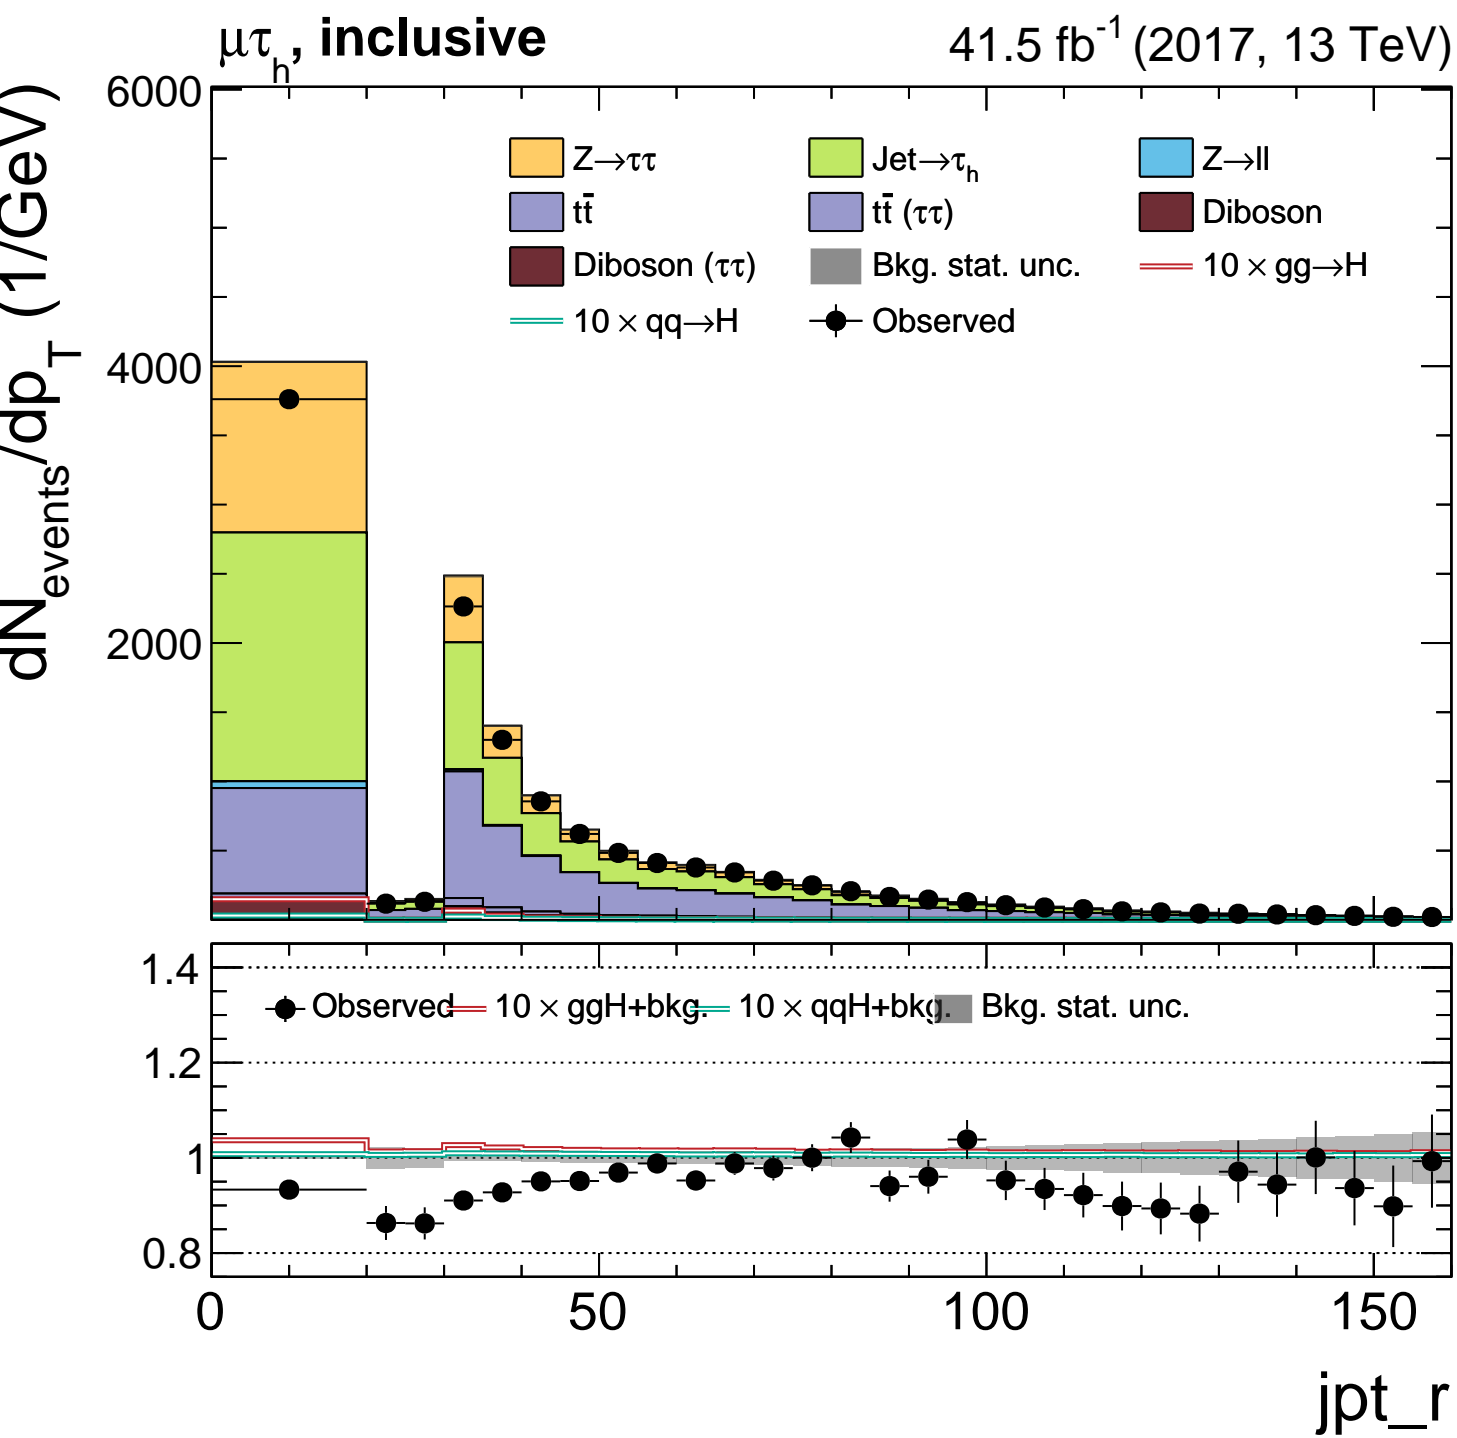 μτh, inclusive 41.5 fb-1 (2017, 13 TeV)
dNevents/dpT (1/GeV)
6000
4000
2000
Z→ττ Jet→τh Z→ll
tt̄ tt̄ (ττ) Diboson
Diboson (ττ) Bkg. stat. unc. 10 × gg→H
10 × qq→H Observed
1.4
1.2
1
0.8
Observed 10 × ggH+bkg. 10 × qqH+bkg. Bkg. stat. unc.
0 50 100 150
jpt_r